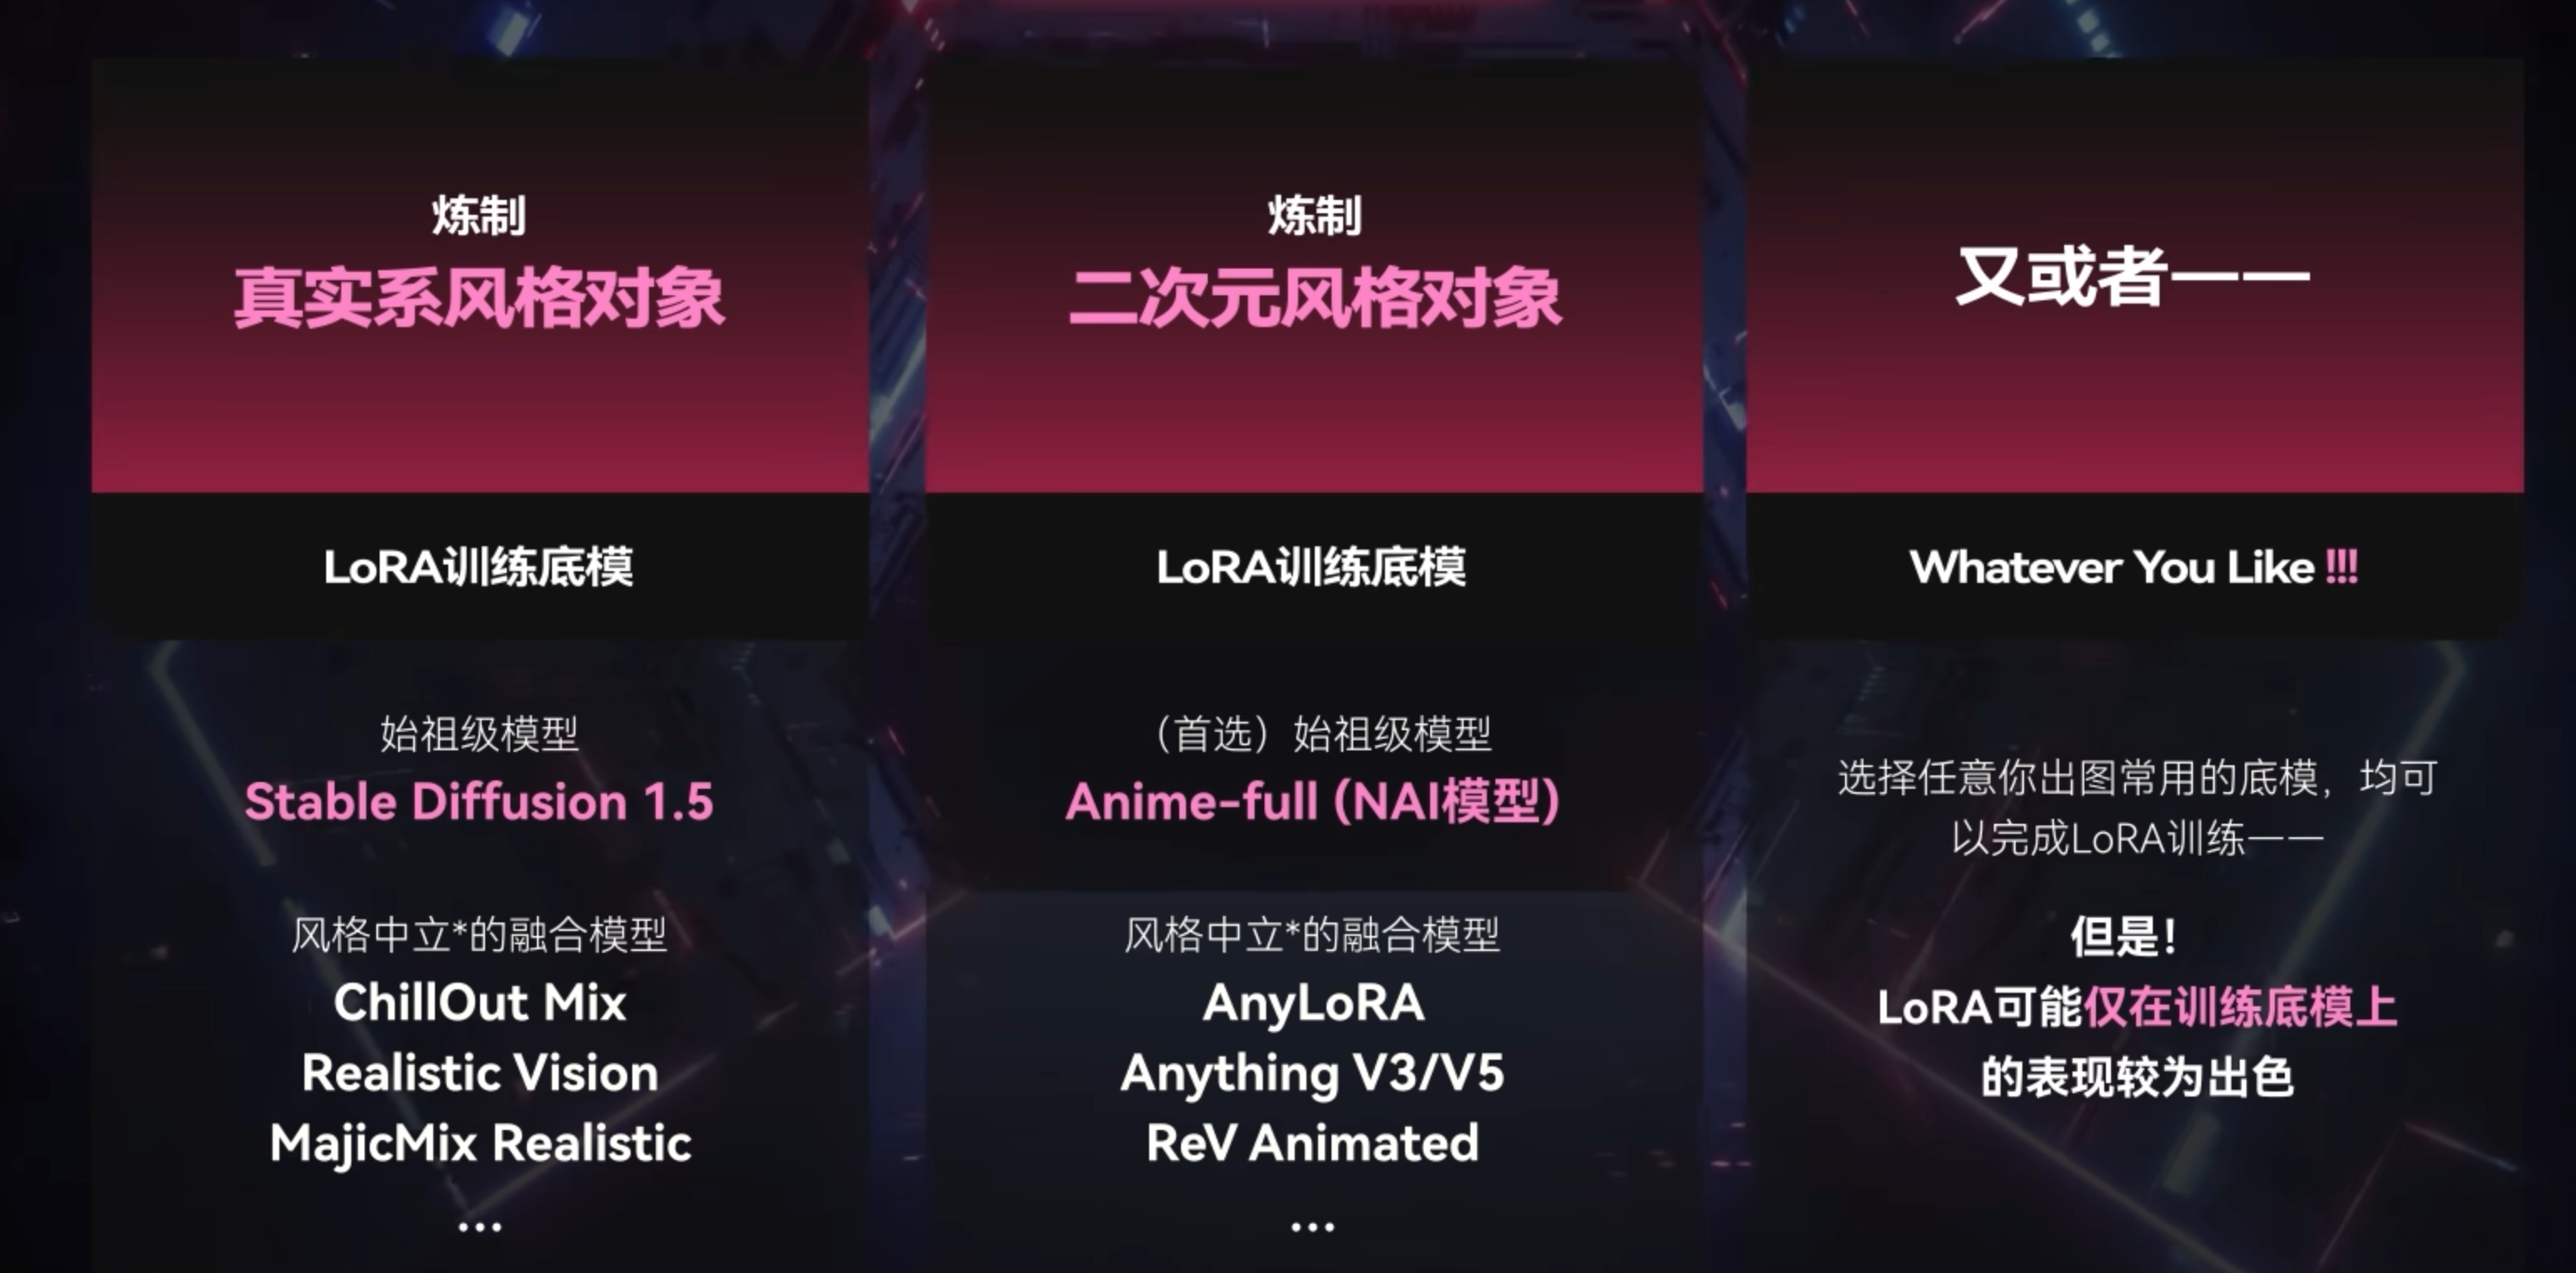 炼制
真实系风格对象
LoRA训练底模
始祖级模型
Stable Diffusion 1.5
风格中立*的融合模型
ChillOut Mix
Realistic Vision
MajicMix Realistic
...
炼制
二次元风格对象
LoRA训练底模
（首选）始祖级模型
Anime-full (NAI模型)
风格中立*的融合模型
AnyLoRA
Anything V3/V5
ReV Animated
...
又或者——
Whatever You Like !!!
选择任意你出图常用的底模，均可
以完成LoRA训练——
但是！
LoRA可能仅在训练底模上
的表现较为出色